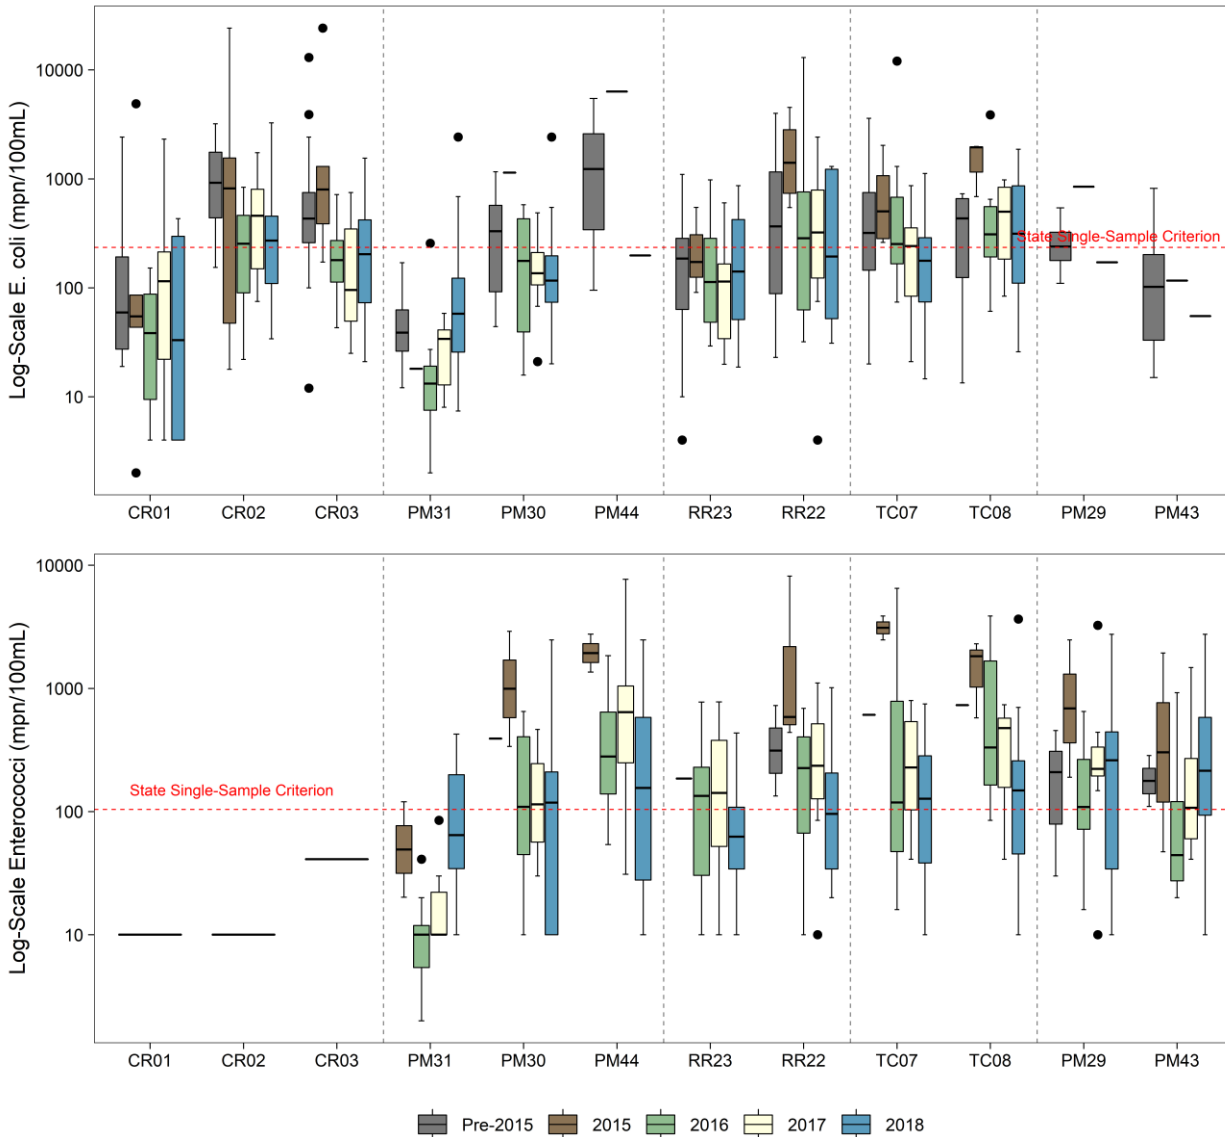 Log-Scale E. coli (mpn/100mL)
10000
1000
100
10
State Single-Sample Criterion
CR01 CR02 CR03 PM31 PM30 PM44 RR23 RR22 TC07 TC08 PM29 PM43
Log-Scale Enterococci (mpn/100mL)
10000
1000
100
10
State Single-Sample Criterion
CR01 CR02 CR03 PM31 PM30 PM44 RR23 RR22 TC07 TC08 PM29 PM43
Pre-2015 2015 2016 2017 2018